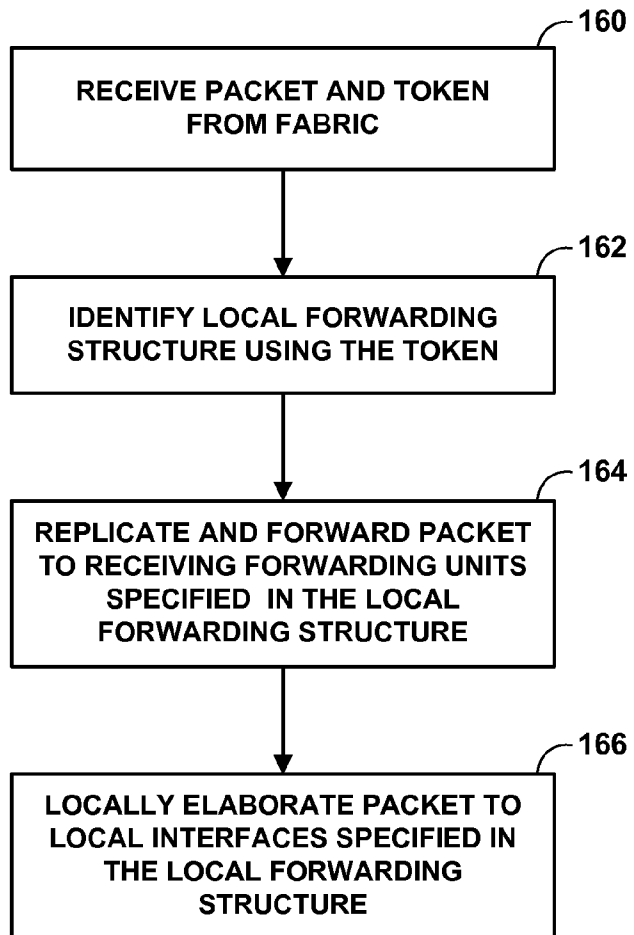 160
RECEIVE PACKET AND TOKEN
FROM FABRIC
162
IDENTIFY LOCAL FORWARDING
STRUCTURE USING THE TOKEN
164
REPLICATE AND FORWARD PACKET
TO RECEIVING FORWARDING UNITS
SPECIFIED IN THE LOCAL
FORWARDING STRUCTURE
166
LOCALLY ELABORATE PACKET TO
LOCAL INTERFACES SPECIFIED IN
THE LOCAL FORWARDING
STRUCTURE